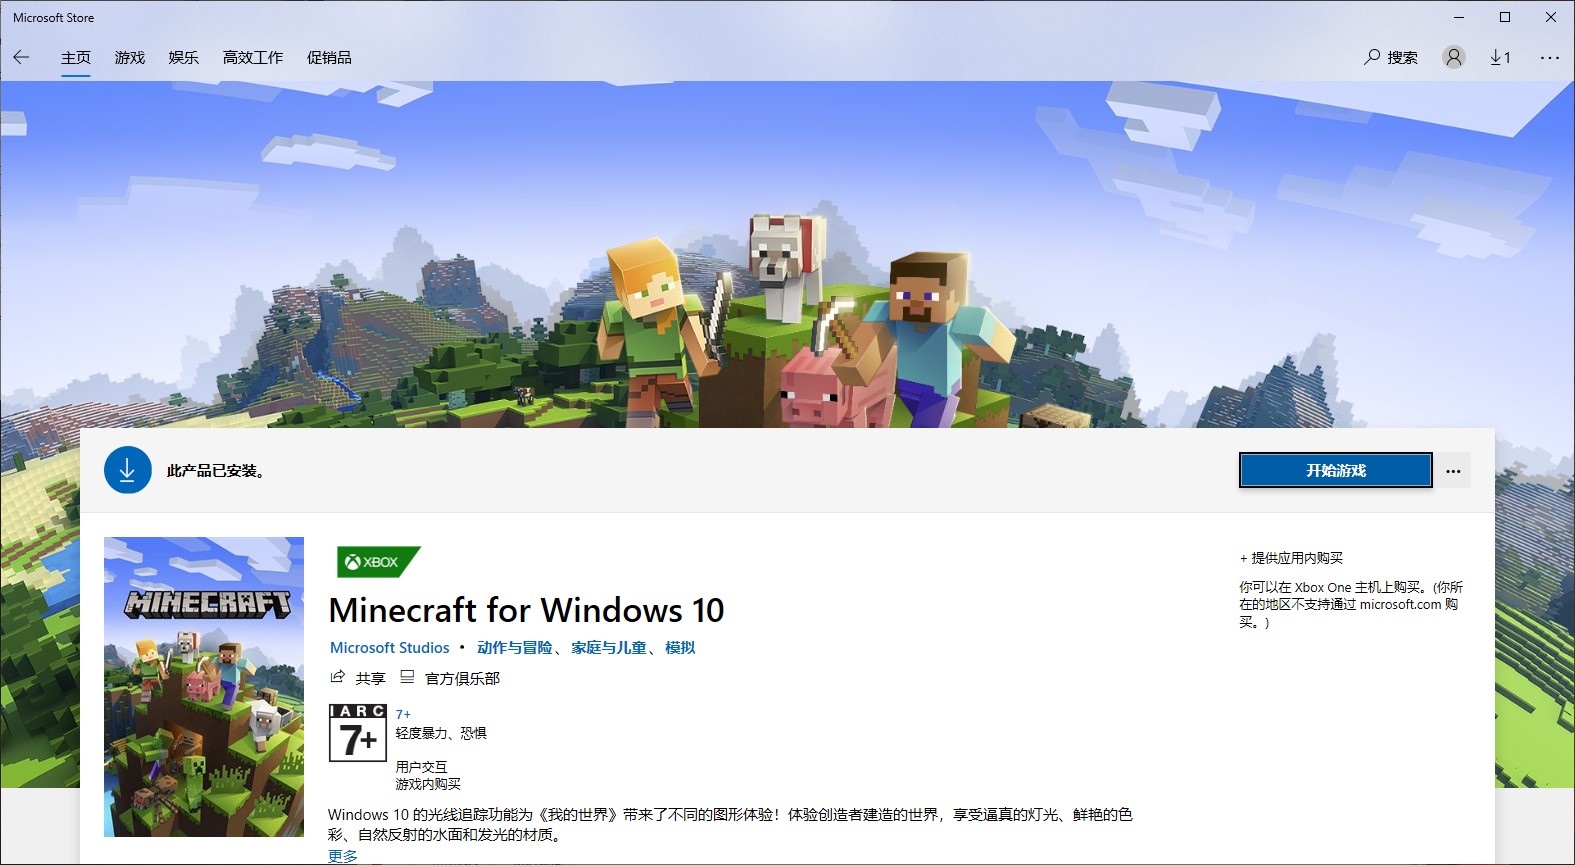 Microsoft Store
主页 游戏 娱乐 高效工作 促销品 搜索 1
此产品已安装。 开始游戏
MINECRAFT
XBOX
Minecraft for Windows 10
Microsoft Studios • 动作与冒险、家庭与儿童、模拟
共享 官方俱乐部
IARC
7+
7+
轻度暴力、恐惧
用户交互
游戏内购买
Windows 10 的光线追踪功能为《我的世界》带来了不同的图形体验！体验创造者建造的世界，享受逼真的灯光、鲜艳的色
彩、自然反射的水面和发光的材质。
更多
+ 提供应用内购买
你可以在 Xbox One 主机上购买。(你所
在的地区不支持通过 microsoft.com 购
买。)